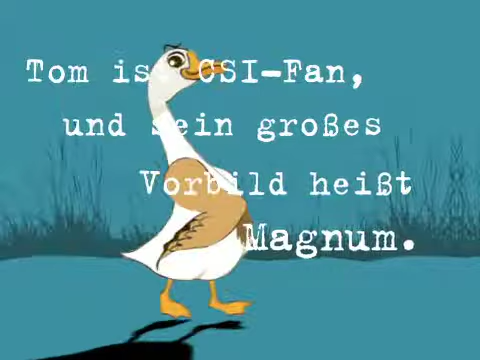 Tom ist CSI-Fan,
und sein großes
Vorbild heißt
Magnum.